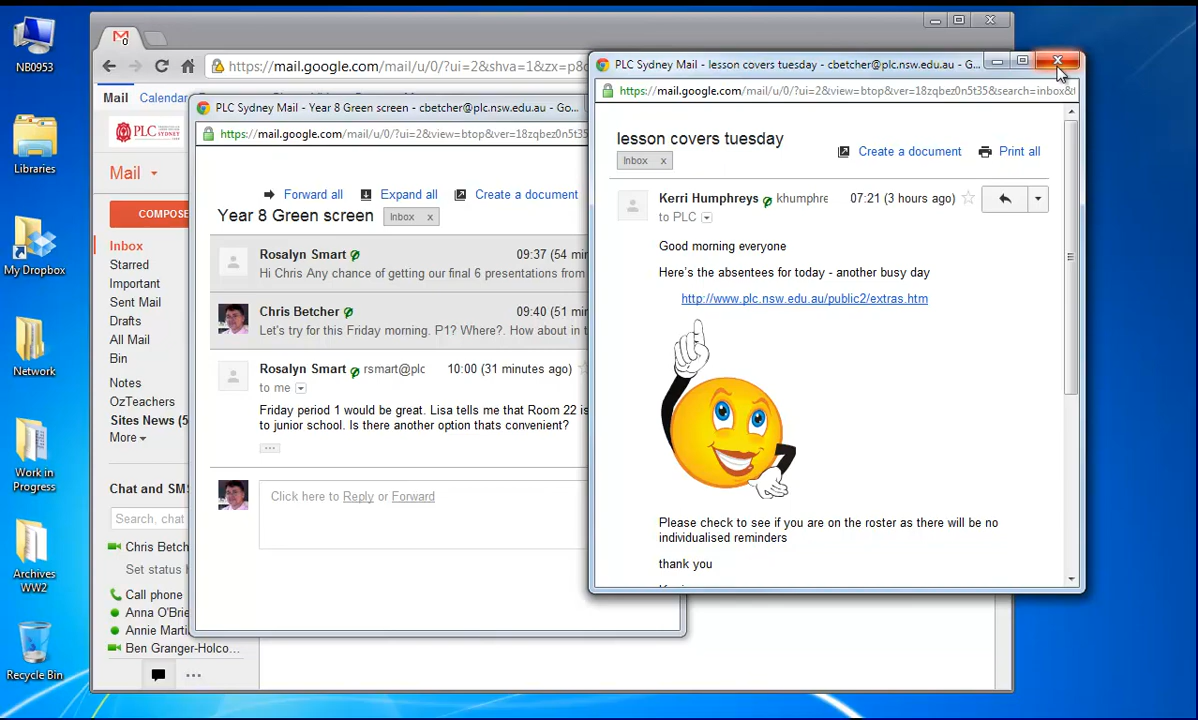 NB0953
Libraries
My Dropbox
Network
Work in
Progress
Archives
WW2
Recycle Bin
0
https://mail.google.com/mail/u/0/?ui=2&shva=1&zx=p8
Mail Calendar
PLC
SYDNEY
Mail
COMPOSE
Inbox
Starred
Important
Sent Mail
Drafts
All Mail
Bin
Notes
OzTeachers
Sites News (5
More
Chat and SMS
Search, chat
Chris Betch
Set status h
Call phone
Anna O'Brie
Annie Marti
Ben Granger-Holco...
PLC Sydney Mail - Year 8 Green screen - cbetcher@plc.nsw.edu.au - Go...
https://mail.google.com/mail/u/0/?ui=2&view=btop&ver=18zqbez0n5t35
Forward all Expand all Create a document
Year 8 Green screen Inbox x
Rosalyn Smart 09:37 (54 min
Hi Chris Any chance of getting our final 6 presentations from
Chris Betcher 09:40 (51 min
Let's try for this Friday morning. P1? Where?. How about in t
Rosalyn Smart rsmart@plc 10:00 (31 minutes ago)
to me
Friday period 1 would be great. Lisa tells me that Room 22 is
to junior school. Is there another option thats convenient?
...
Click here to Reply or Forward
PLC Sydney Mail - lesson covers tuesday - cbetcher@plc.nsw.edu.au - G...
https://mail.google.com/mail/u/0/?ui=2&view=btop&ver=18zqbez0n5t35&search=inbox&t
lesson covers tuesday
Inbox x
Create a document Print all
Kerri Humphreys khumphre 07:21 (3 hours ago)
to PLC
Good morning everyone
Here's the absentees for today - another busy day
http://www.plc.nsw.edu.au/public2/extras.htm
Please check to see if you are on the roster as there will be no
individualised reminders
thank you